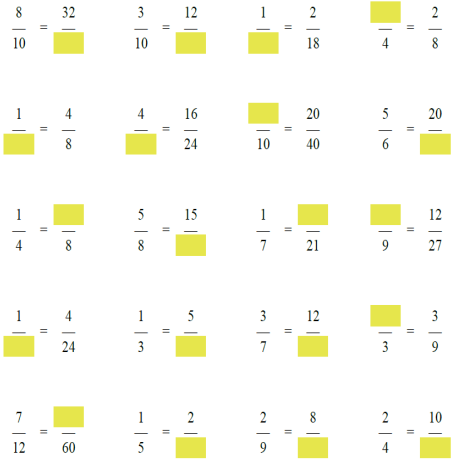 8/10 = 32/ 3/10 = 12/ 1/ = 2/18 /4 = 2/8
1/ = 4/8 4/ = 16/24 /10 = 20/40 5/6 = 20/
1/4 = /8 5/8 = 15/ 1/7 = /21 /9 = 12/27
1/ = 4/24 1/3 = 5/ 3/7 = 12/ /3 = 3/9
7/12 = /60 1/5 = 2/ 2/9 = 8/ 2/4 = 10/